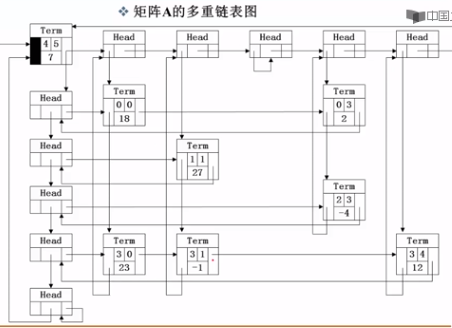 ❖ 矩阵A的多重链表图
中国
Term
4 5
7
Head Head Head Head Head
Head
Term
0 0
18
Term
0 3
2
Head
Term
1 1
27
Head
Term
2 3
-4
Head
Term
3 0
23
Term
3 1
-1
Term
3 4
12
Head